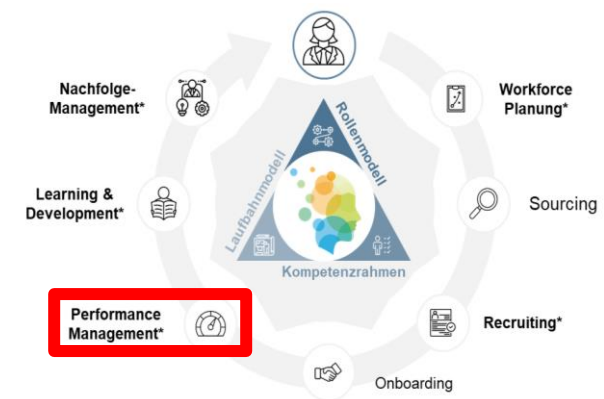 Nachfolge-
Management*
Workforce
Planung*
Rollenmodell
Laufbahnmodell
Kompetenzrahmen
Learning &
Development*
Sourcing
Performance
Management*
Recruiting*
Onboarding